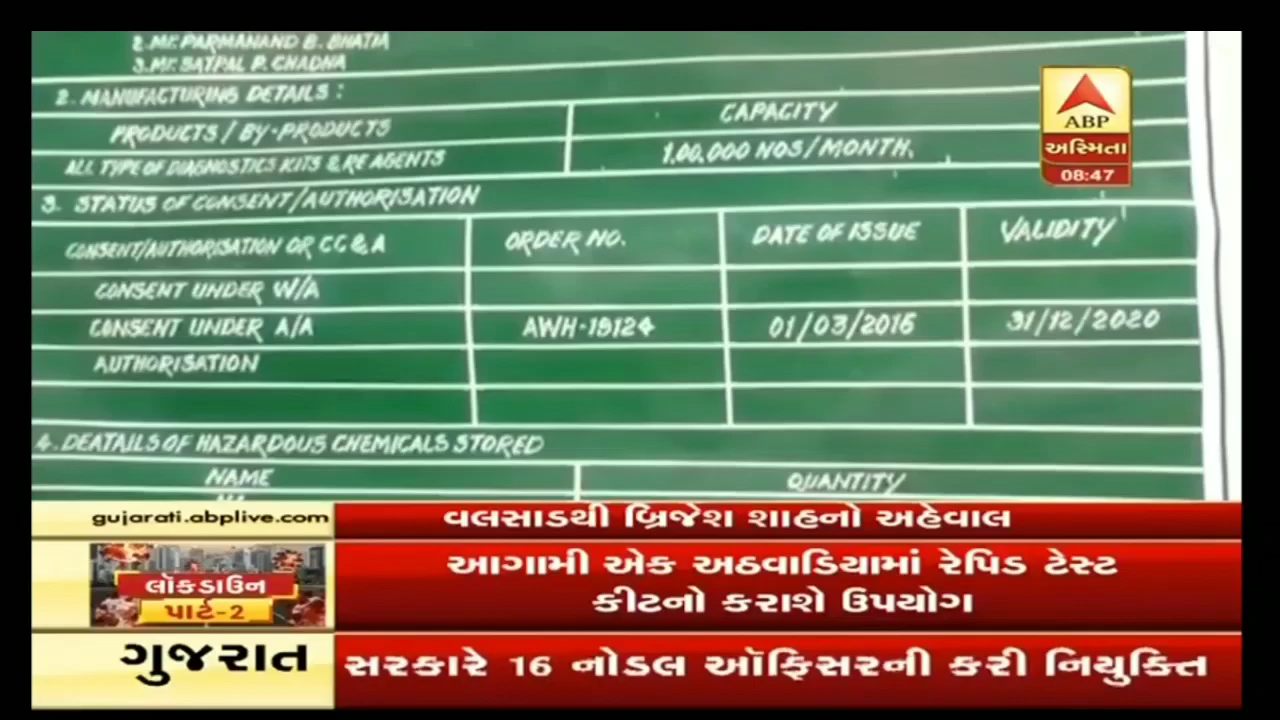 2. Mr. PARMANAND B. BHATIA
3. Mr. SATPAL P. CHADHA
2. MANUFACTURING DETAILS :
PRODUCTS / BY-PRODUCTS CAPACITY
ALL TYPE OF DIAGNOSTICS KITS & REAGENTS 1,00,000 NOS/MONTH.
3. STATUS OF CONSENT/AUTHORISATION
CONSENT/AUTHORISATION OR CC & A ORDER NO. DATE OF ISSUE VALIDITY
CONSENT UNDER W/A
CONSENT UNDER A/A AWH-18124 01/03/2016 31/12/2020
AUTHORISATION
4. DEATAILS OF HAZARDOUS CHEMICALS STORED
NAME QUANTITY
ABP
અસ્મિતા
08:47
gujarati.abplive.com
વલસાડથી બ્રિજેશ શાહનો અહેવાલ
લૉકડાઉન
પાર્ટ-2
આગામી એક અઠવાડિયામાં રેપિડ ટેસ્ટ
કીટનો કરાશે ઉપયોગ
ગુજરાત
સરકારે 16 નોડલ ઑફિસરની કરી નિયુક્તિ